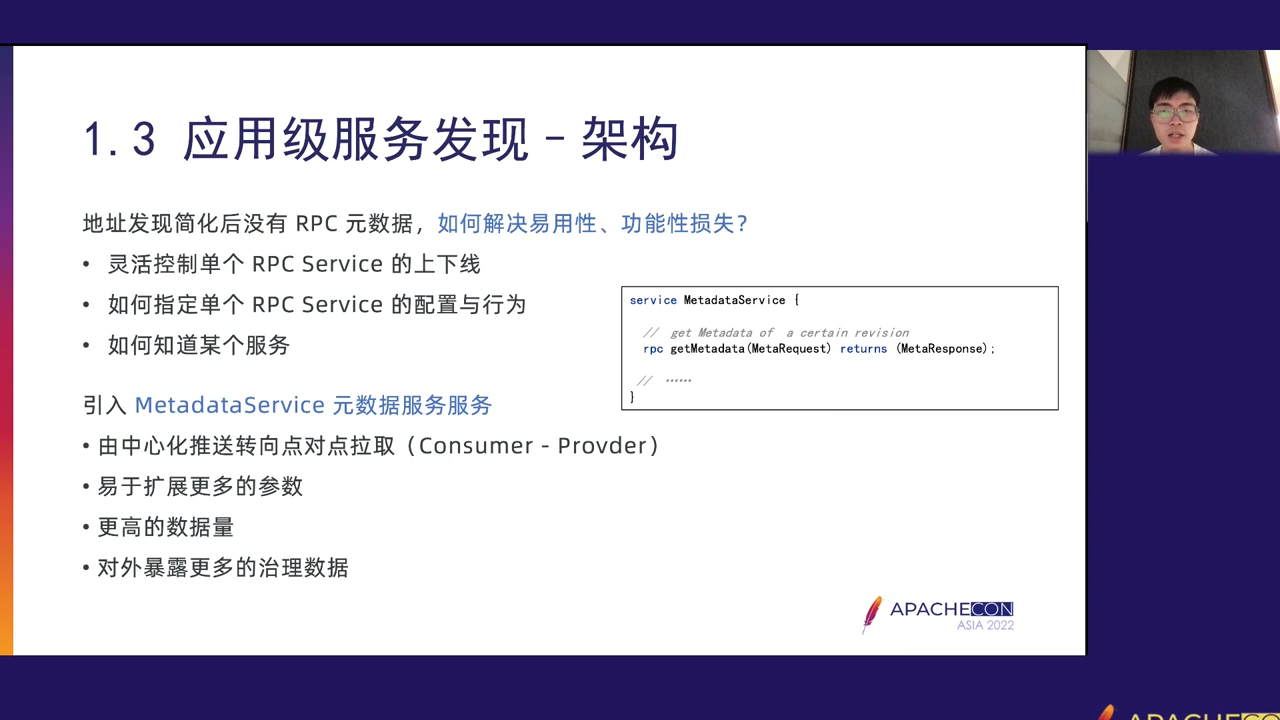 1.3 应用级服务发现 – 架构
地址发现简化后没有 RPC 元数据，如何解决易用性、功能性损失？
• 灵活控制单个 RPC Service 的上下线
• 如何指定单个 RPC Service 的配置与行为
• 如何知道某个服务
service MetadataService {
// get Metadata of a certain revision
rpc getMetadata(MetaRequest) returns (MetaResponse);
// ……
}
引入 MetadataService 元数据服务服务
• 由中心化推送转向点对点拉取（Consumer - Provder）
• 易于扩展更多的参数
• 更高的数据量
• 对外暴露更多的治理数据
APACHECON
ASIA 2022
APACHECO